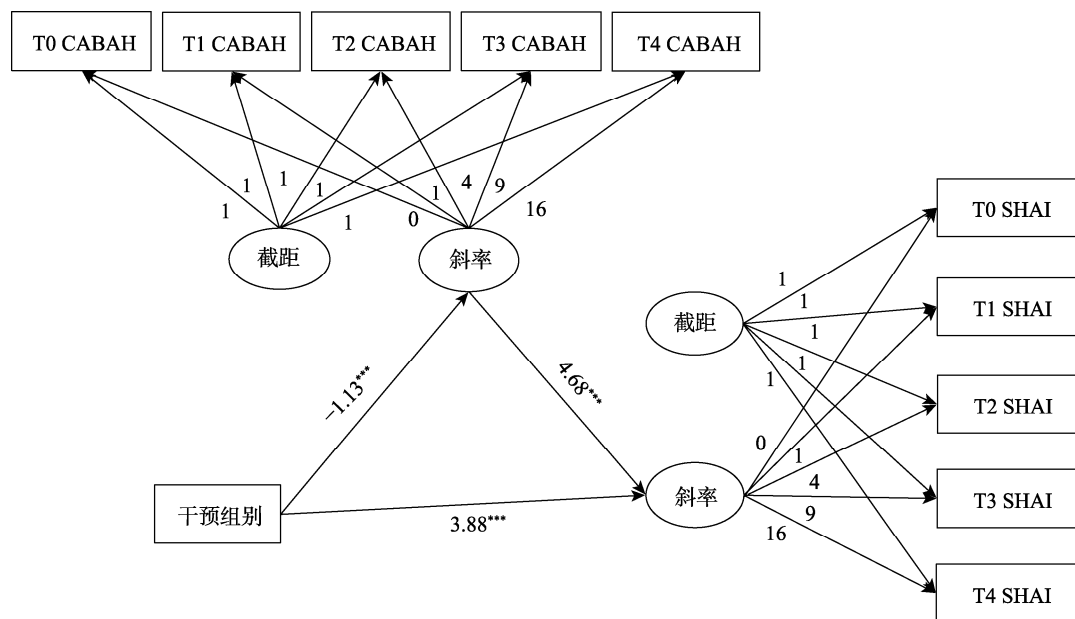 T0 CABAH
T1 CABAH
T2 CABAH
T3 CABAH
T4 CABAH
1
1
1
1
1
0
1
4
9
16
截距
斜率
T0 SHAI
T1 SHAI
T2 SHAI
T3 SHAI
T4 SHAI
截距
1
1
1
1
1
−1.13***
4.68***
0
1
4
9
16
斜率
干预组别
3.88***